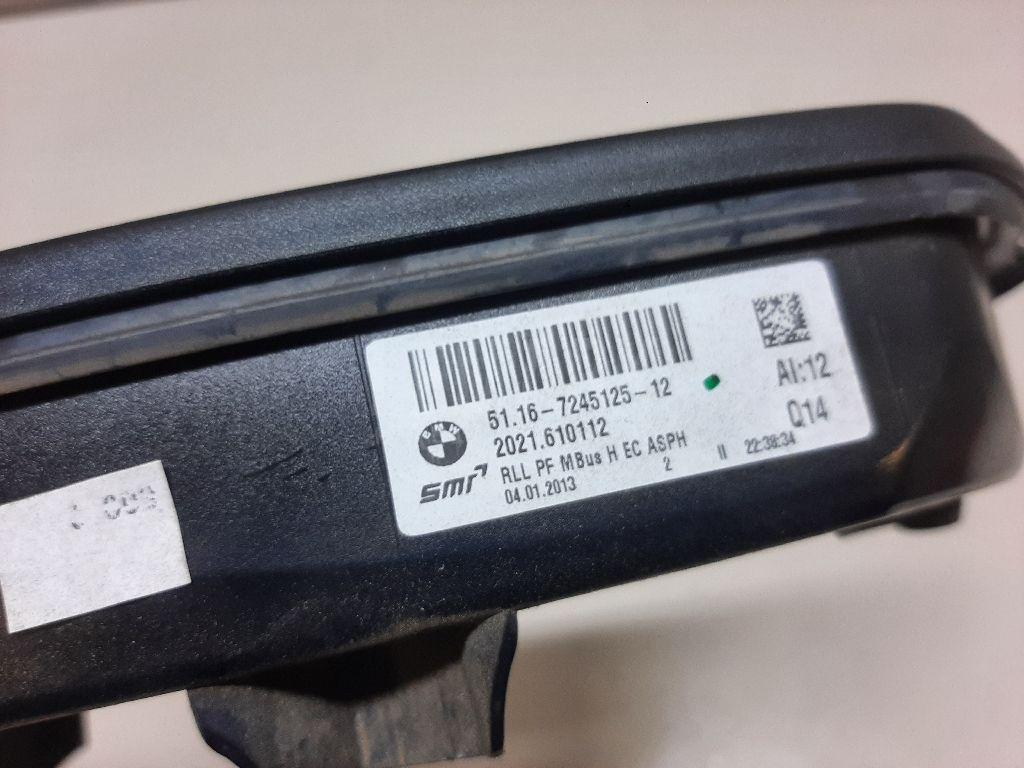 51.16-7245125-12
BMW
2021.610112
AI:12
Q14
smr
RLL PF MBus H EC ASPH
04.01.2013 2 II 22:38:34